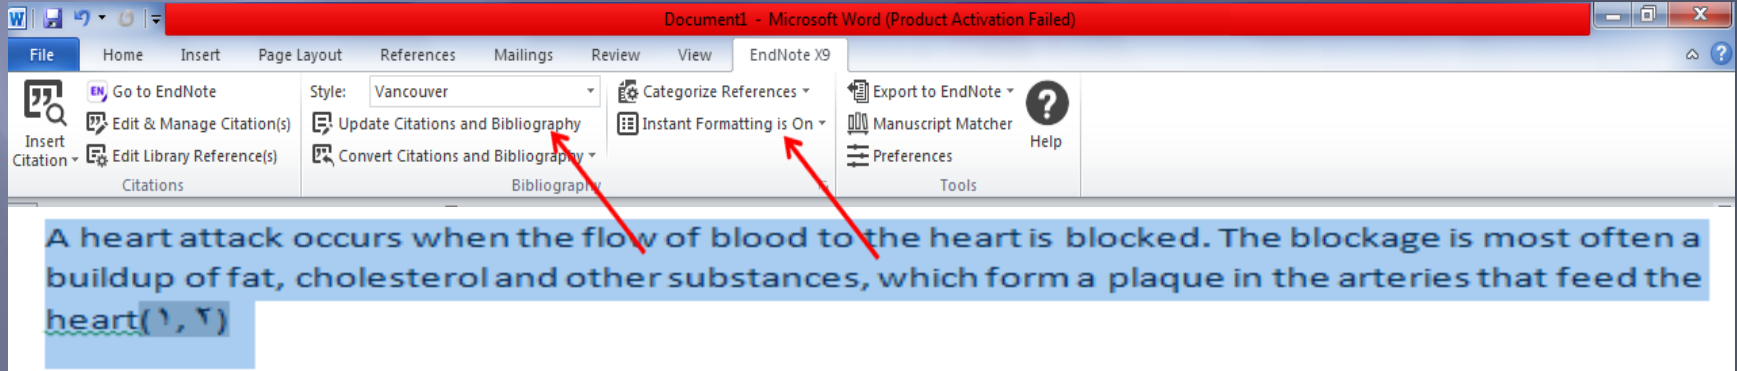 Document1 - Microsoft Word (Product Activation Failed)
File Home Insert Page Layout References Mailings Review View EndNote X9
Go to EndNote
Edit & Manage Citation(s)
Edit Library Reference(s)
Insert
Citation
Citations
Style: Vancouver
Update Citations and Bibliography
Convert Citations and Bibliography
Bibliography
Categorize References
Instant Formatting is On
Export to EndNote
Manuscript Matcher
Preferences
Help
Tools
A heart attack occurs when the flow of blood to the heart is blocked. The blockage is most often a
buildup of fat, cholesterol and other substances, which form a plaque in the arteries that feed the
heart(١, ٢)